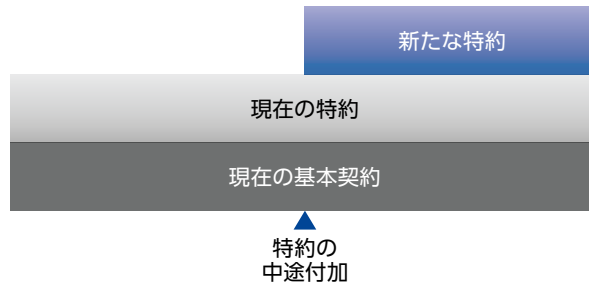 新たな特約
現在の特約
現在の基本契約
特約の
中途付加